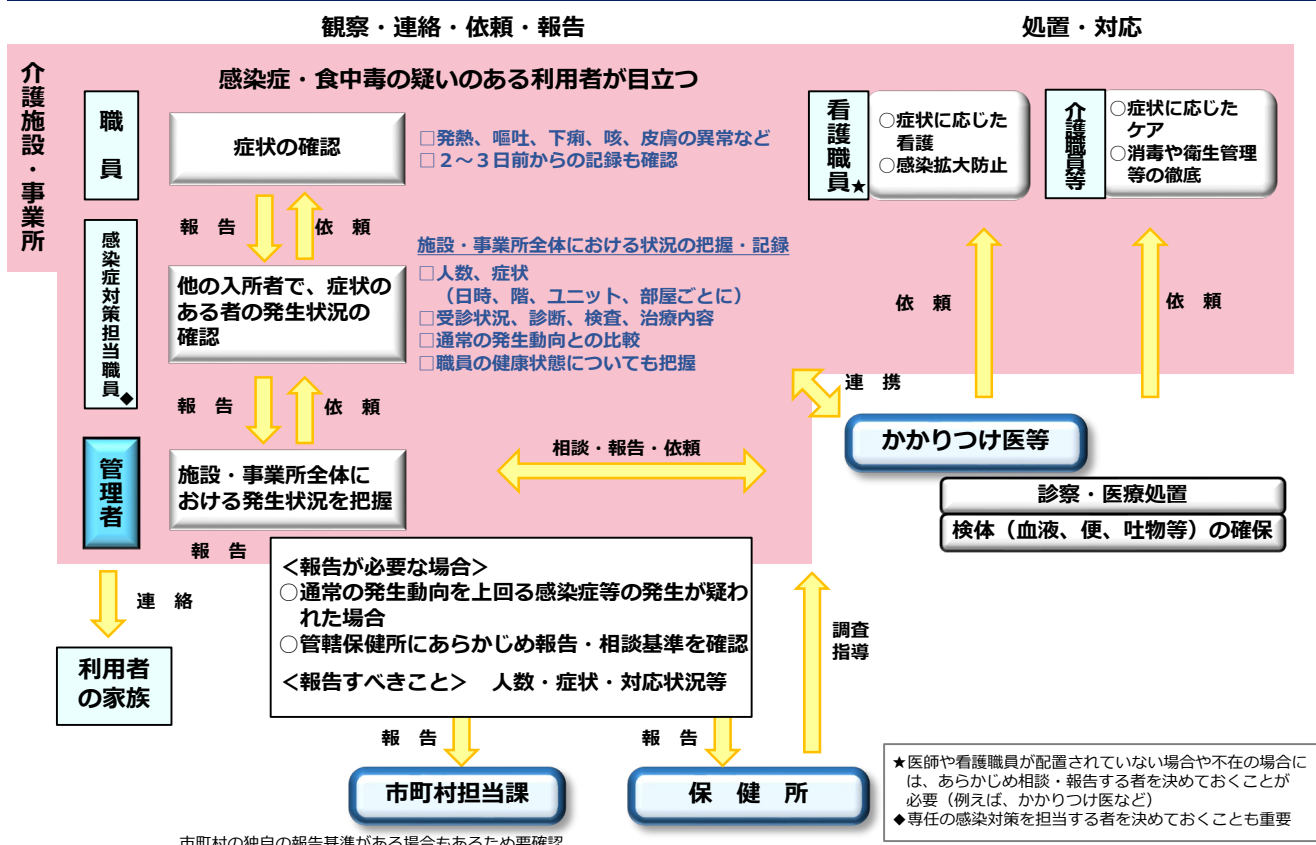 観察・連絡・依頼・報告
処置・対応
介護施設・事業所
感染症・食中毒の疑いのある利用者が目立つ
職 員
症状の確認
□発熱、嘔吐、下痢、咳、皮膚の異常など
□2~3日前からの記録も確認
看護職員★
○症状に応じた
看護
○感染拡大防止
介護職員等
○症状に応じた
ケア
○消毒や衛生管理
等の徹底
報 告
依 頼
感染症対策担当職員◆
他の入所者で、症状の
ある者の発生状況の
確認
施設・事業所全体における状況の把握・記録
□人数、症状
(日時、階、ユニット、部屋ごとに)
□受診状況、診断、検査、治療内容
□通常の発生動向との比較
□職員の健康状態についても把握
依 頼
依 頼
報 告
依 頼
連 携
管理者
施設・事業所全体に
おける発生状況を把握
相談・報告・依頼
かかりつけ医等
診察・医療処置
検体(血液、便、吐物等)の確保
報 告
<報告が必要な場合>
○通常の発生動向を上回る感染症等の発生が疑わ
れた場合
○管轄保健所にあらかじめ報告・相談基準を確認
<報告すべきこと> 人数・症状・対応状況等
連 絡
利用者
の家族
調査
指導
報 告
報 告
市町村担当課
保 健 所
★医師や看護職員が配置されていない場合や不在の場合に
は、あらかじめ相談・報告する者を決めておくことが
必要(例えば、かかりつけ医など)
◆専任の感染対策を担当する者を決めておくことも重要
市町村の独自の報告基準がある場合もあるため要確認